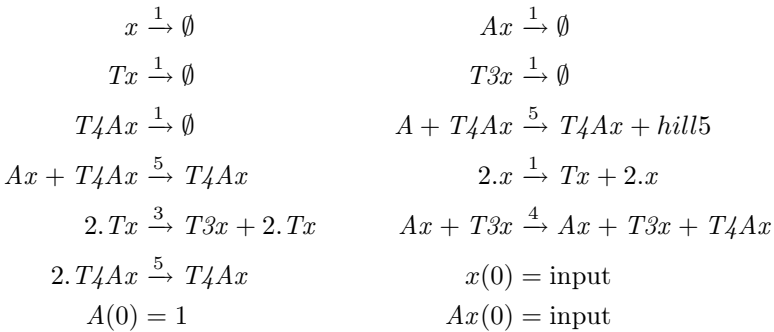 x →1 ∅    Ax →1 ∅
Tx →1 ∅    T3x →1 ∅
T4Ax →1 ∅    A + T4Ax →5 T4Ax + hill5
Ax + T4Ax →5 T4Ax    2.x →1 Tx + 2.x
2.Tx →3 T3x + 2.Tx    Ax + T3x →4 Ax + T3x + T4Ax
2.T4Ax →5 T4Ax    x(0) = input
A(0) = 1    Ax(0) = input